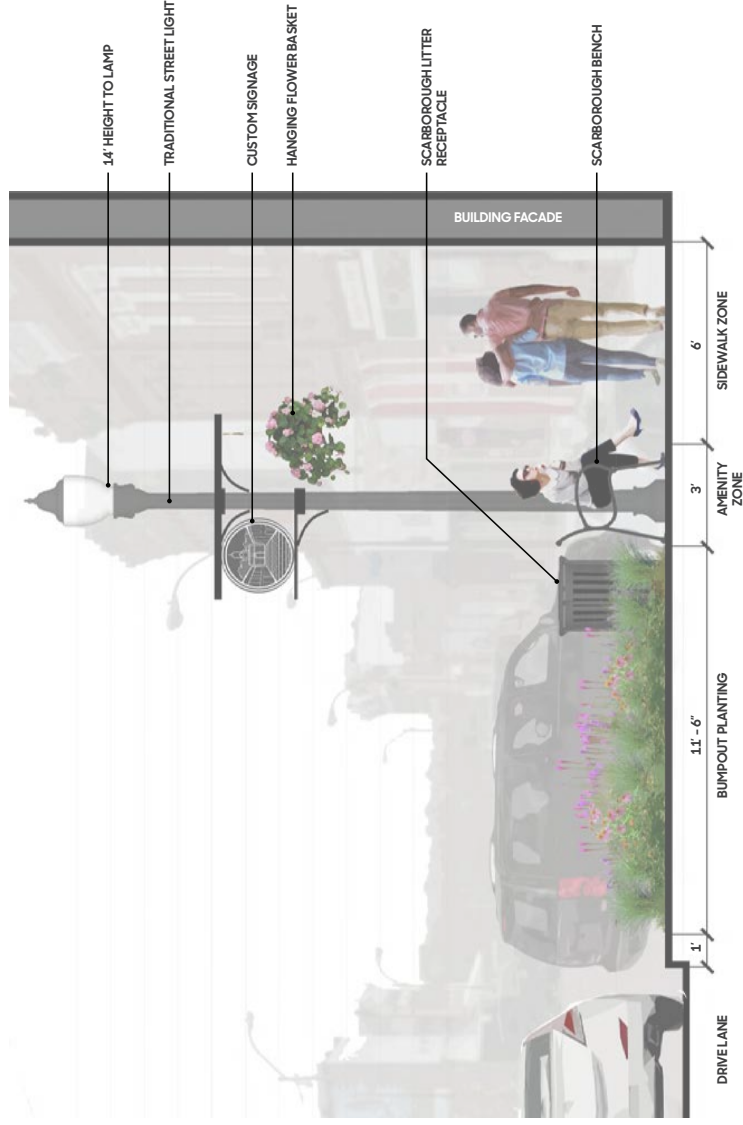 14' HEIGHT TO LAMP
TRADITIONAL STREET LIGHT
CUSTOM SIGNAGE
HANGING FLOWER BASKET
SCARBOROUGH LITTER
RECEPTACLE
SCARBOROUGH BENCH
BUILDING FACADE
DRIVE LANE
1'
11' - 6"
BUMPOUT PLANTING
3'
AMENITY
ZONE
6'
SIDEWALK ZONE